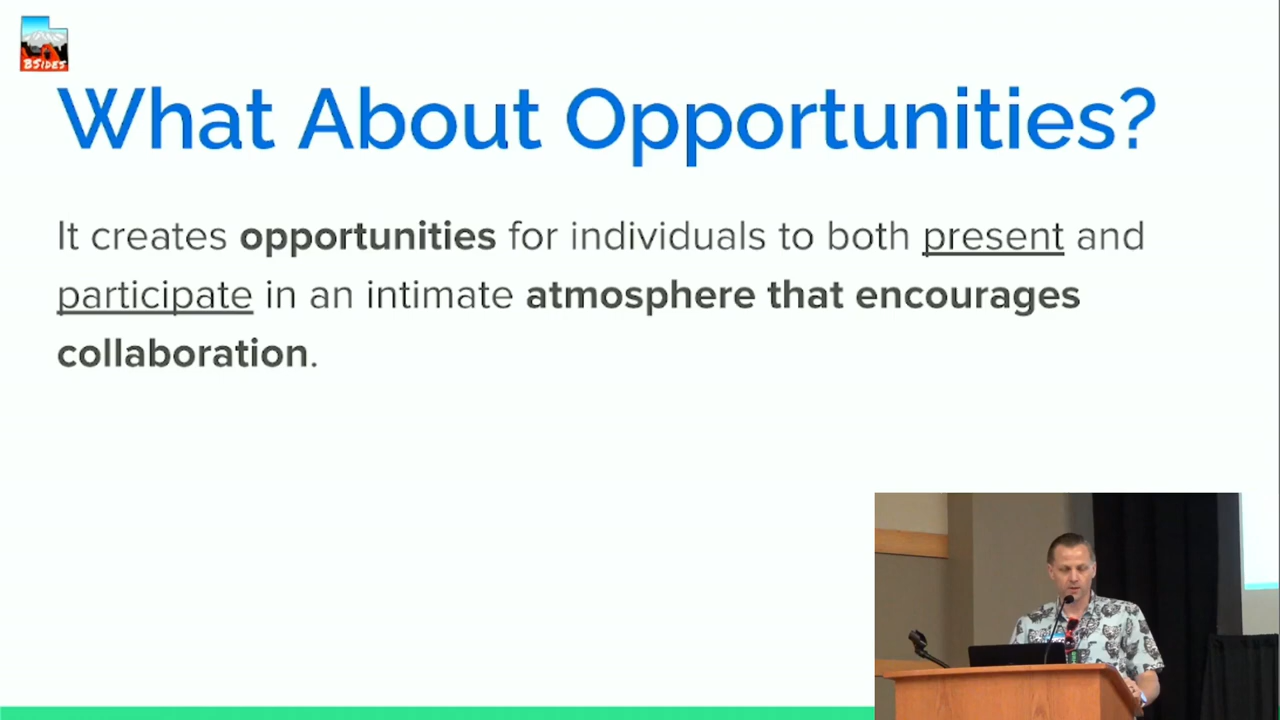 BSIDES
What About Opportunities?
It creates opportunities for individuals to both present and
participate in an intimate atmosphere that encourages
collaboration.